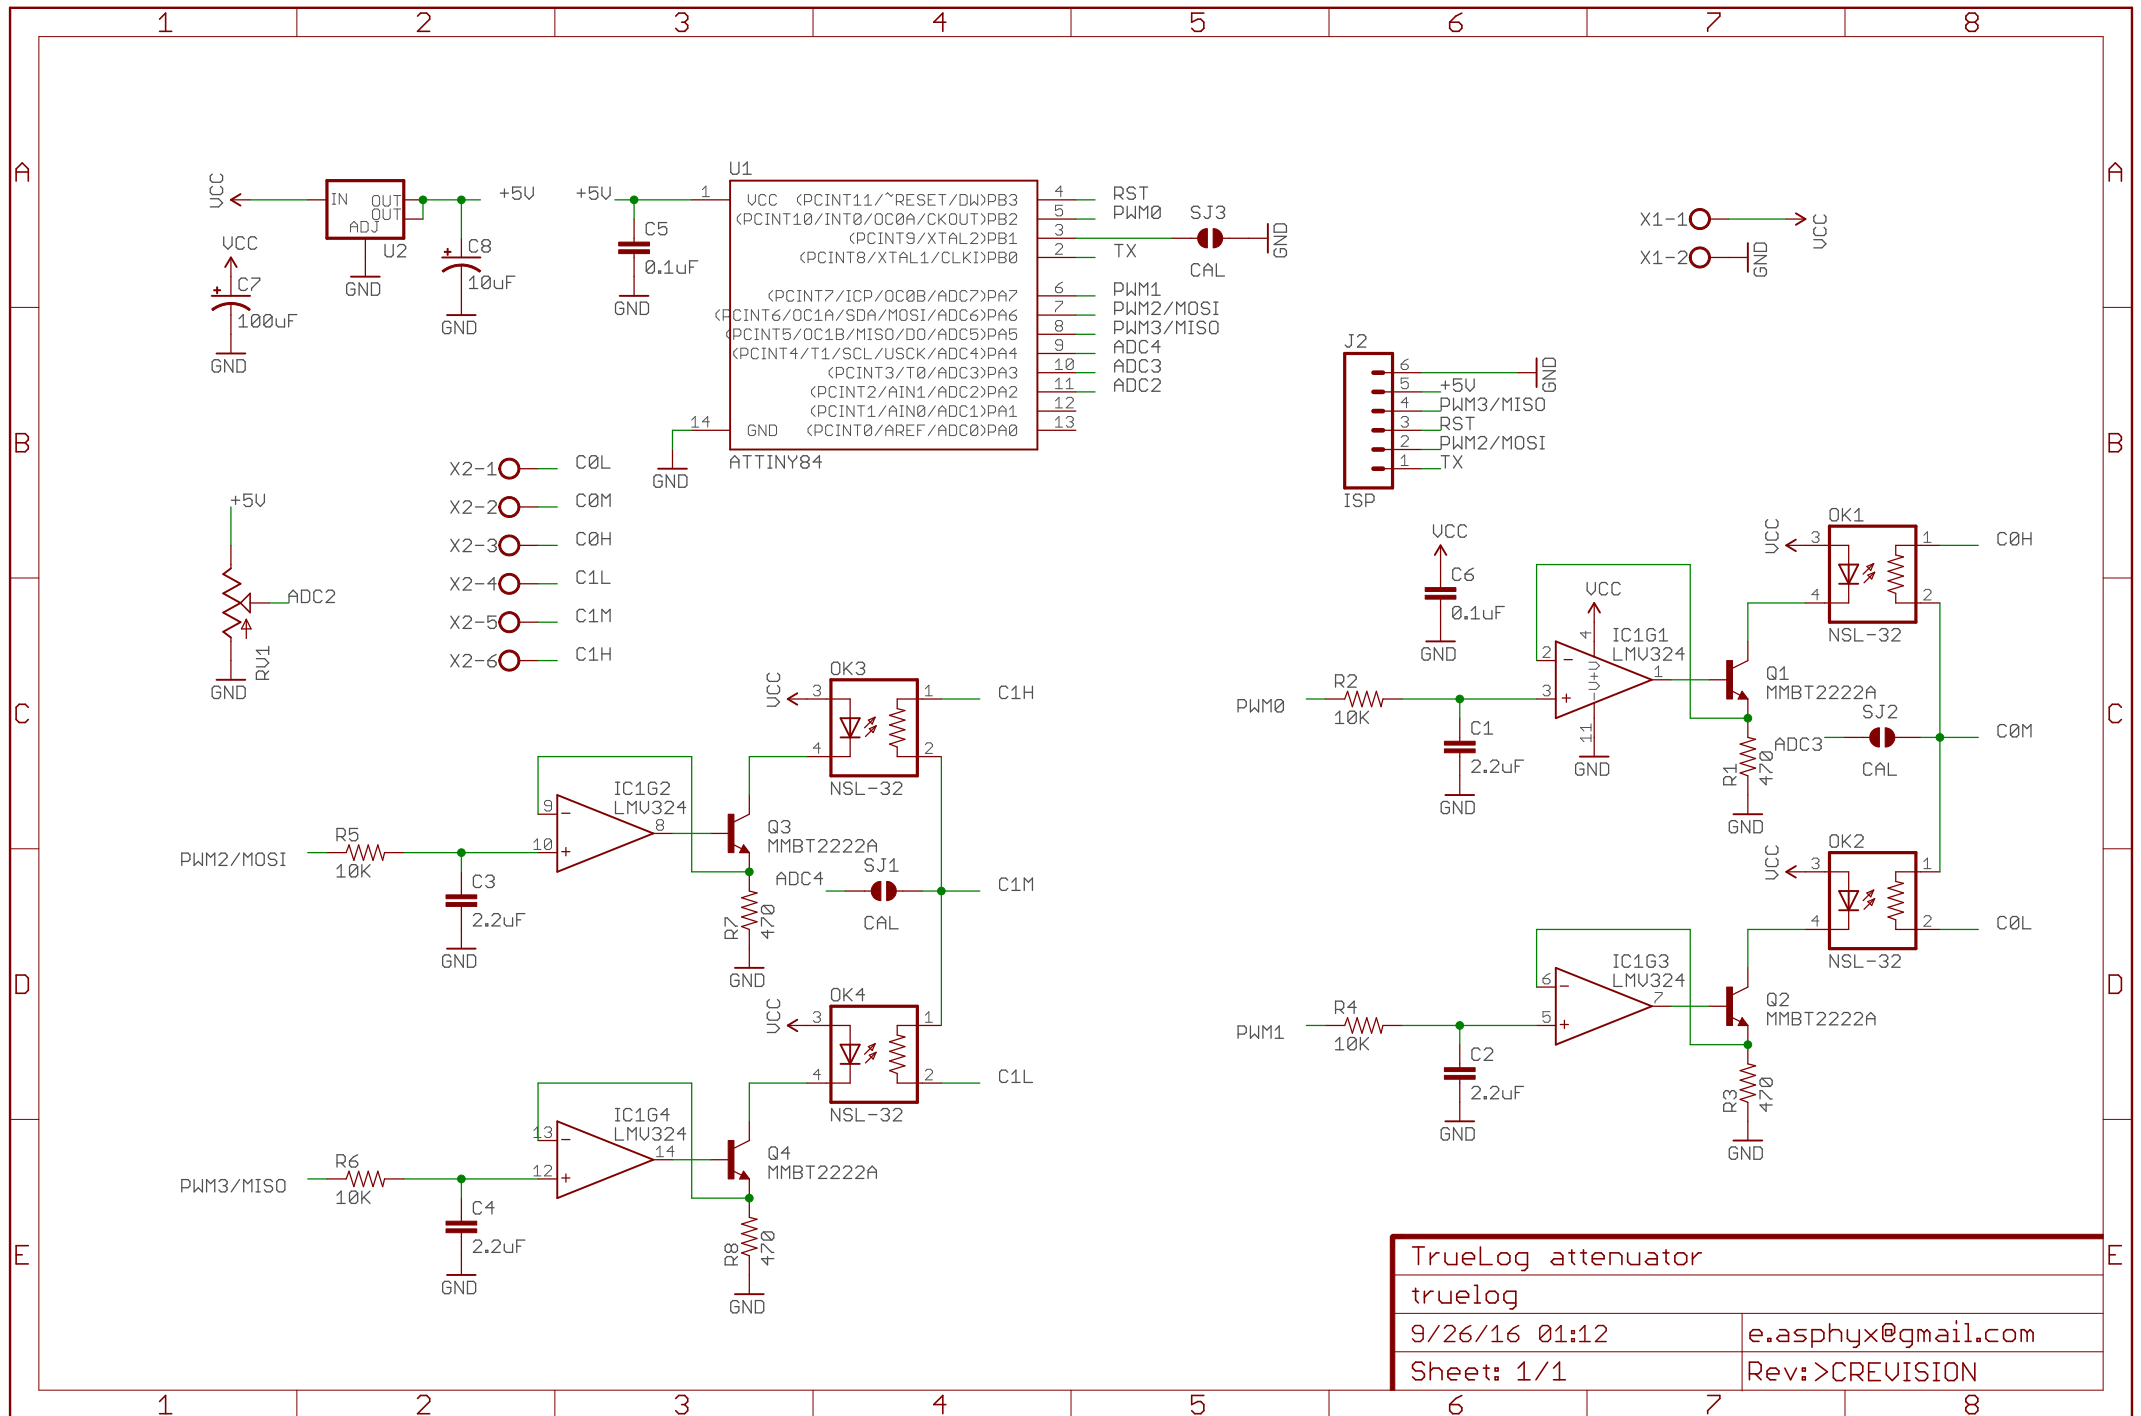 1 2 3 4 5 6 7 8
A
A
B
B
C
C
D
D
E
E
VCC
IN
OUT
OUT
ADJ
U2
+5V
GND
C8
10uF
GND
VCC
C7
100uF
GND
+5V
C5
0.1uF
GND
U1
1
VCC (PCINT11/~RESET/DW)PB3
4
RST
(PCINT10/INT0/OC0A/CKOUT)PB2
5
PWM0
(PCINT9/XTAL2)PB1
3
(PCINT8/XTAL1/CLKI)PB0
2
TX
(PCINT7/ICP/OC0B/ADC7)PA7
6
PWM1
(PCINT6/OC1A/SDA/MOSI/ADC6)PA6
7
PWM2/MOSI
(PCINT5/OC1B/MISO/DO/ADC5)PA5
8
PWM3/MISO
(PCINT4/T1/SCL/USCK/ADC4)PA4
9
ADC4
(PCINT3/T0/ADC3)PA3
10
ADC3
(PCINT2/AIN1/ADC2)PA2
11
ADC2
(PCINT1/AIN0/ADC1)PA1
12
14
GND (PCINT0/AREF/ADC0)PA0
13
ATTINY84
GND
SJ3
CAL
GND
X1-1
VCC
X1-2
GND
J2
6
GND
5
+5V
4
PWM3/MISO
3
RST
2
PWM2/MOSI
1
TX
ISP
X2-1 C0L
X2-2 C0M
X2-3 C0H
X2-4 C1L
X2-5 C1M
X2-6 C1H
+5V
ADC2
RV1
GND
VCC
C6
0.1uF
GND
PWM0
R2
10K
C1
2.2uF
GND
VCC
4
IC1G1
LMV324
2
3
1
V+V-
11
GND
Q1
MMBT2222A
R1
470
GND
OK1
VCC
3
4
1
2
NSL-32
C0H
ADC3
SJ2
CAL
C0M
OK2
VCC
3
4
1
2
NSL-32
C0L
PWM1
R4
10K
C2
2.2uF
GND
IC1G3
LMV324
6
5
7
Q2
MMBT2222A
R3
470
GND
OK3
VCC
3
4
1
2
NSL-32
C1H
PWM2/MOSI
R5
10K
C3
2.2uF
GND
IC1G2
LMV324
9
10
8
Q3
MMBT2222A
R7
470
GND
ADC4
SJ1
CAL
C1M
OK4
VCC
3
4
1
2
NSL-32
C1L
PWM3/MISO
R6
10K
C4
2.2uF
GND
IC1G4
LMV324
13
12
14
Q4
MMBT2222A
R8
470
GND
TrueLog attenuator
truelog
9/26/16 01:12
e.asphyx@gmail.com
Sheet: 1/1
Rev:>CREVISION
1 2 3 4 5 6 7 8